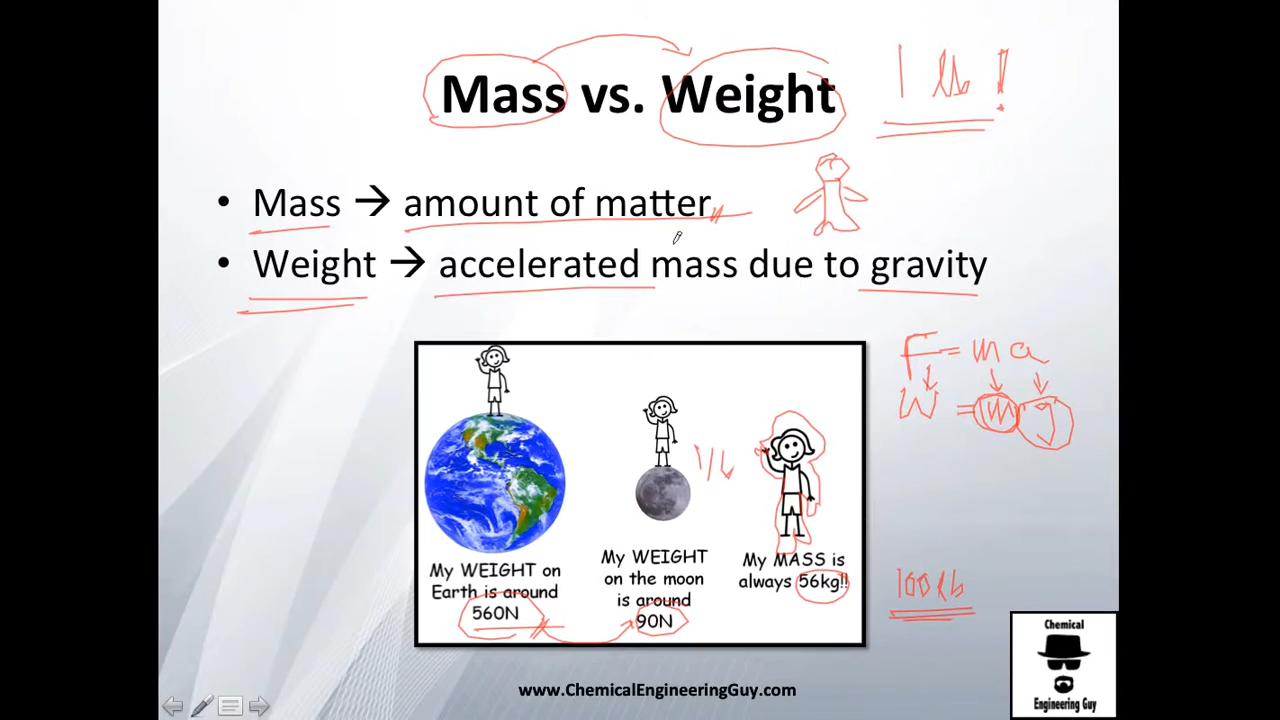 Mass vs. Weight
1 lb !
• Mass → amount of matter
• Weight → accelerated mass due to gravity
F = m a
W = m g
1/6
My WEIGHT on
Earth is around
560N
My WEIGHT
on the moon
is around
90N
My MASS is
always 56kg!!
100 lb
Chemical
Engineering Guy
www.ChemicalEngineeringGuy.com